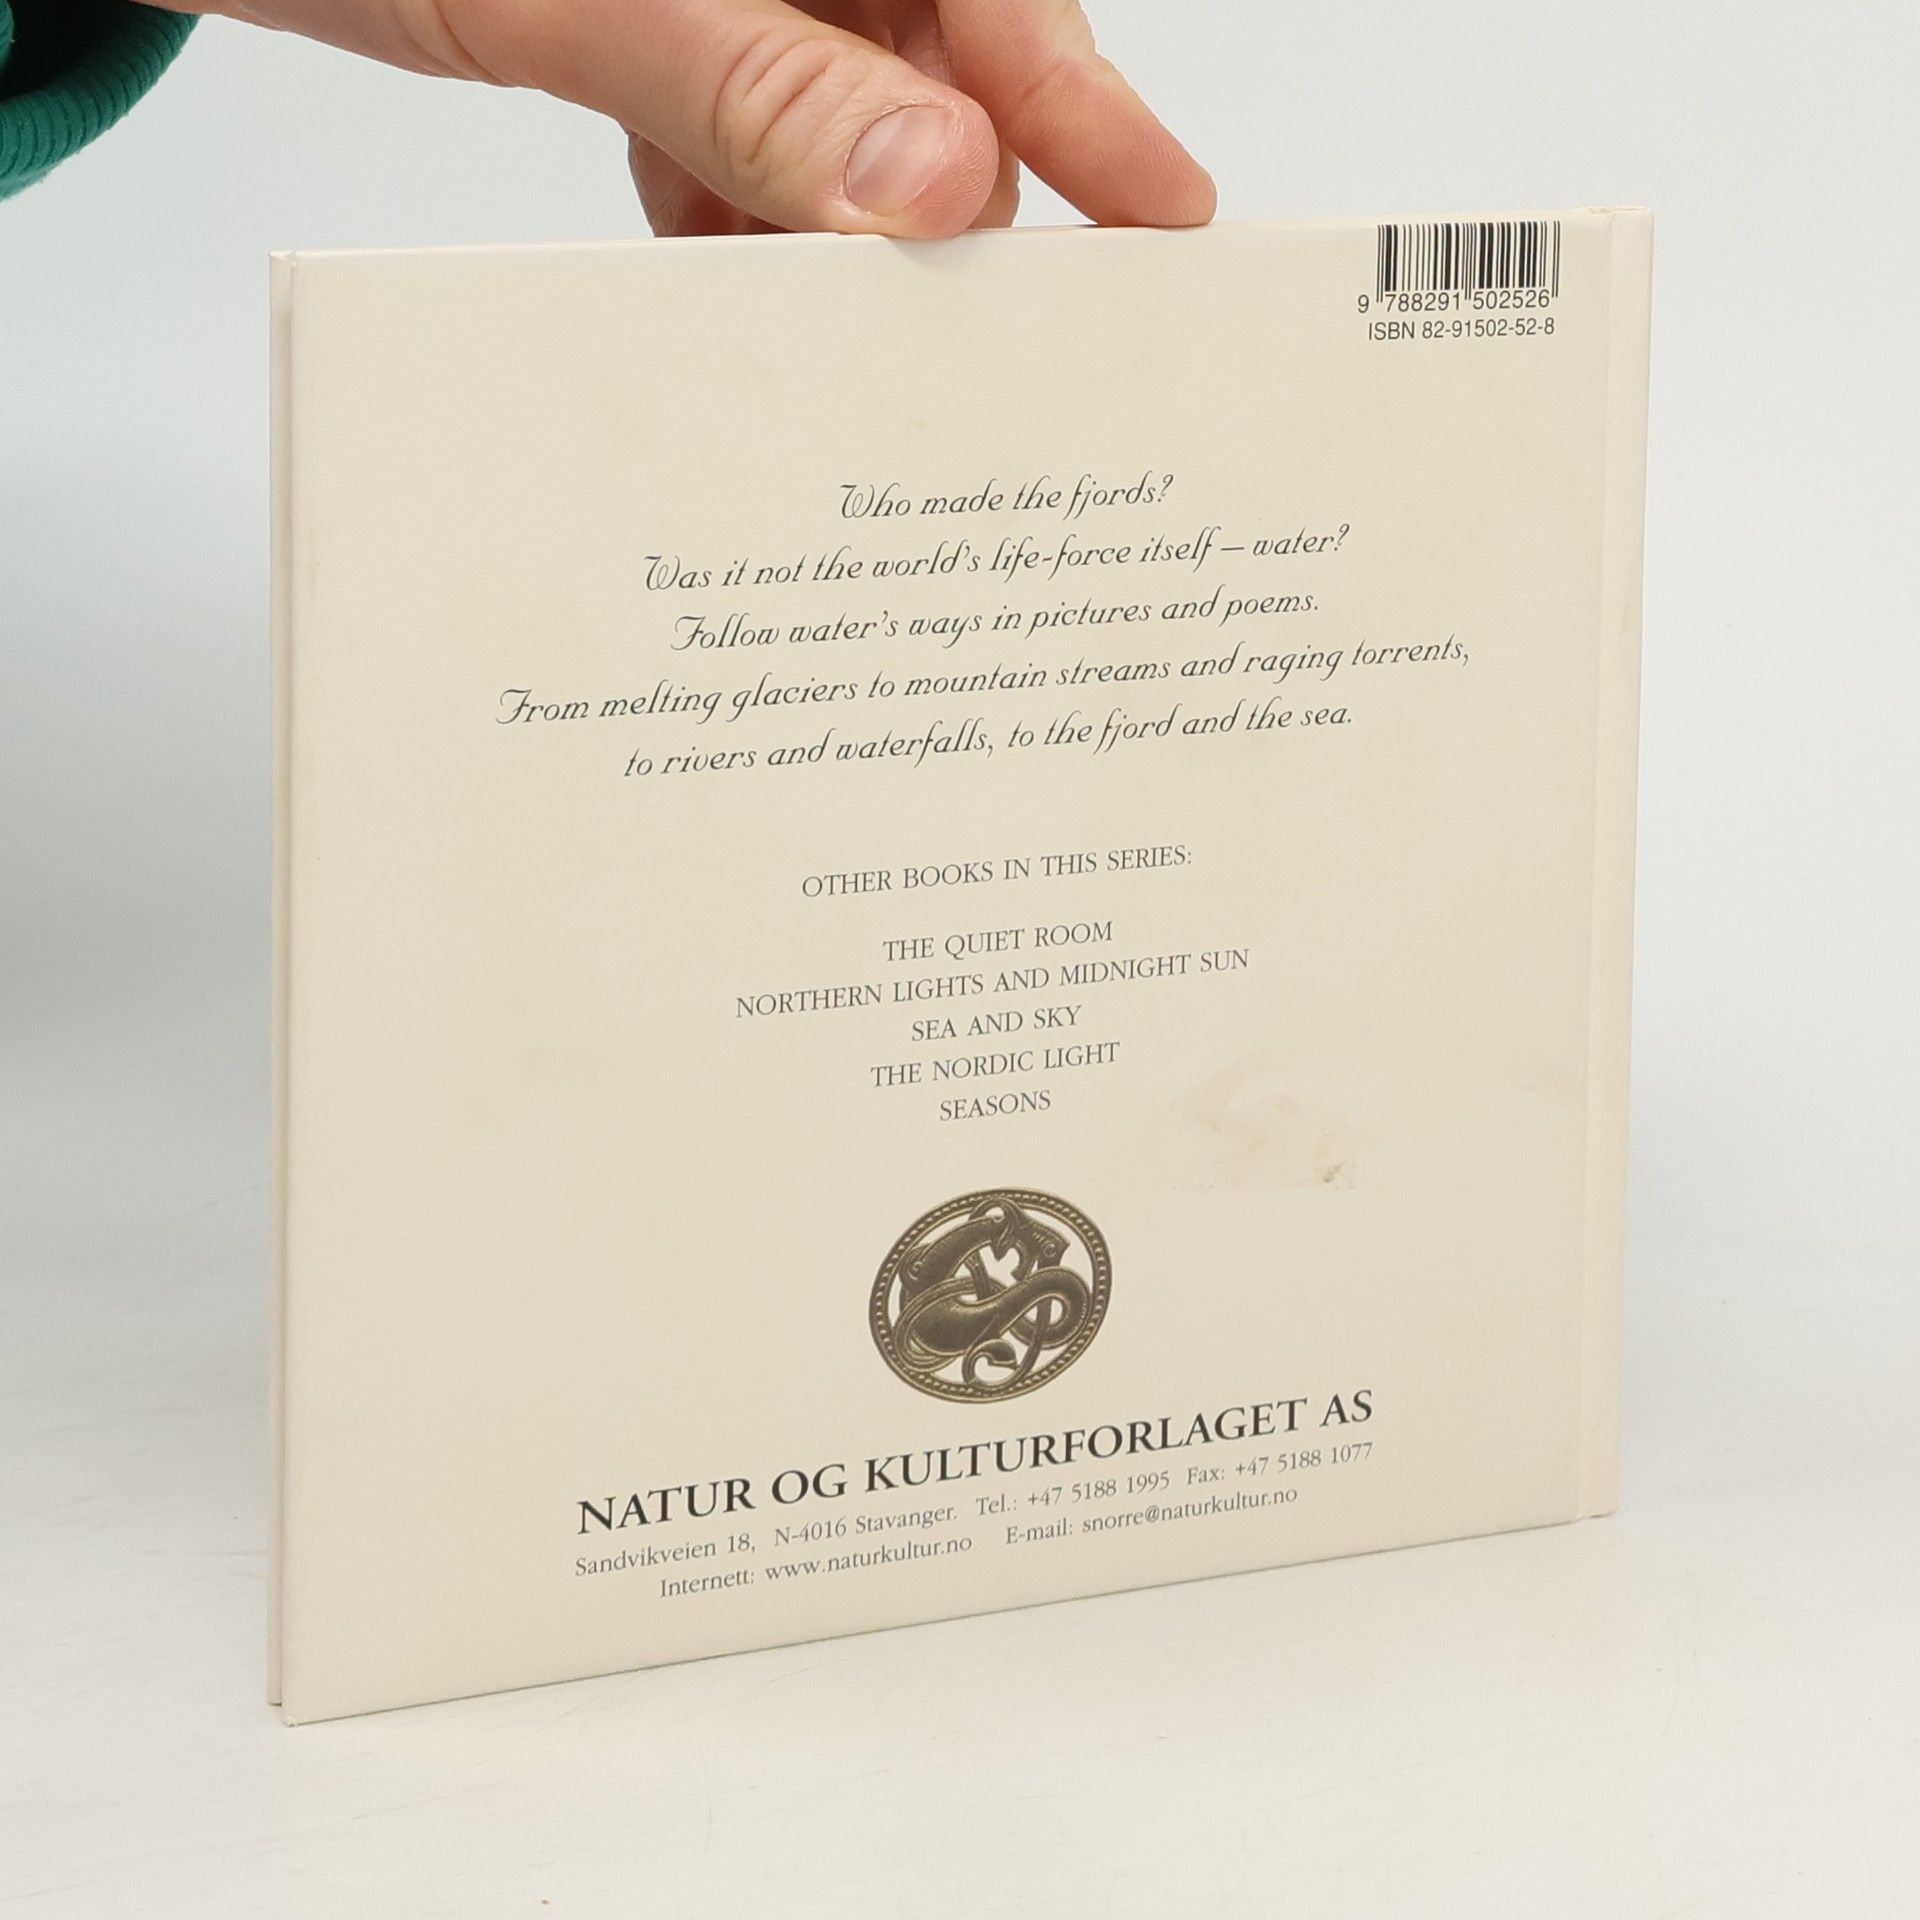 9 788291 502526
ISBN 82-91502-52-8
Who made the fjords?
Was it not the world's life-force itself – water?
Follow water's ways in pictures and poems.
From melting glaciers to mountain streams and raging torrents,
to rivers and waterfalls, to the fjord and the sea.
OTHER BOOKS IN THIS SERIES:
THE QUIET ROOM
NORTHERN LIGHTS AND MIDNIGHT SUN
SEA AND SKY
THE NORDIC LIGHT
SEASONS
NATUR OG KULTURFORLAGET AS
Sandvikveien 18, N-4016 Stavanger. Tel.: +47 5188 1995 Fax: +47 5188 1077
Internett: www.naturkultur.no E-mail: snorre@naturkultur.no